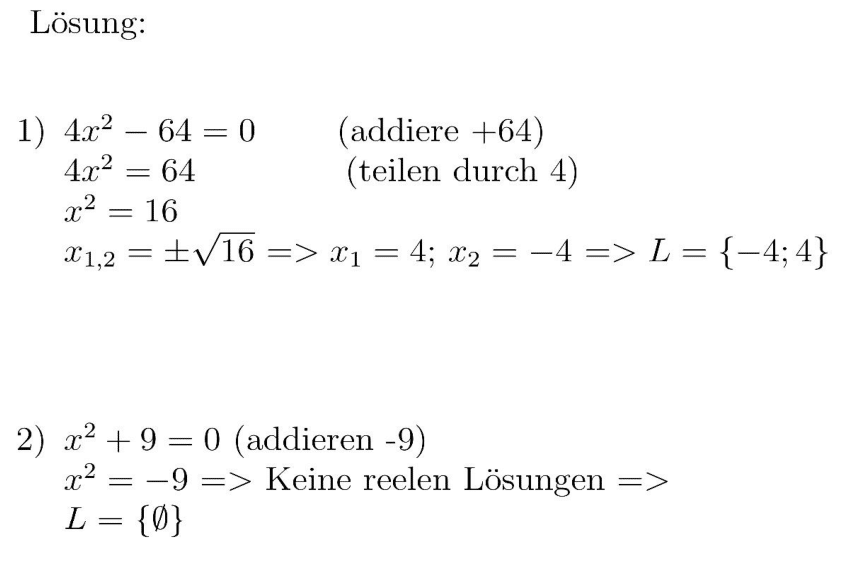 Lösung:
1) 4x² − 64 = 0 (addiere +64)
4x² = 64 (teilen durch 4)
x² = 16
x₁,₂ = ±√16 => x₁ = 4; x₂ = −4 => L = {−4; 4}
2) x² + 9 = 0 (addieren -9)
x² = −9 => Keine reelen Lösungen =>
L = {∅}